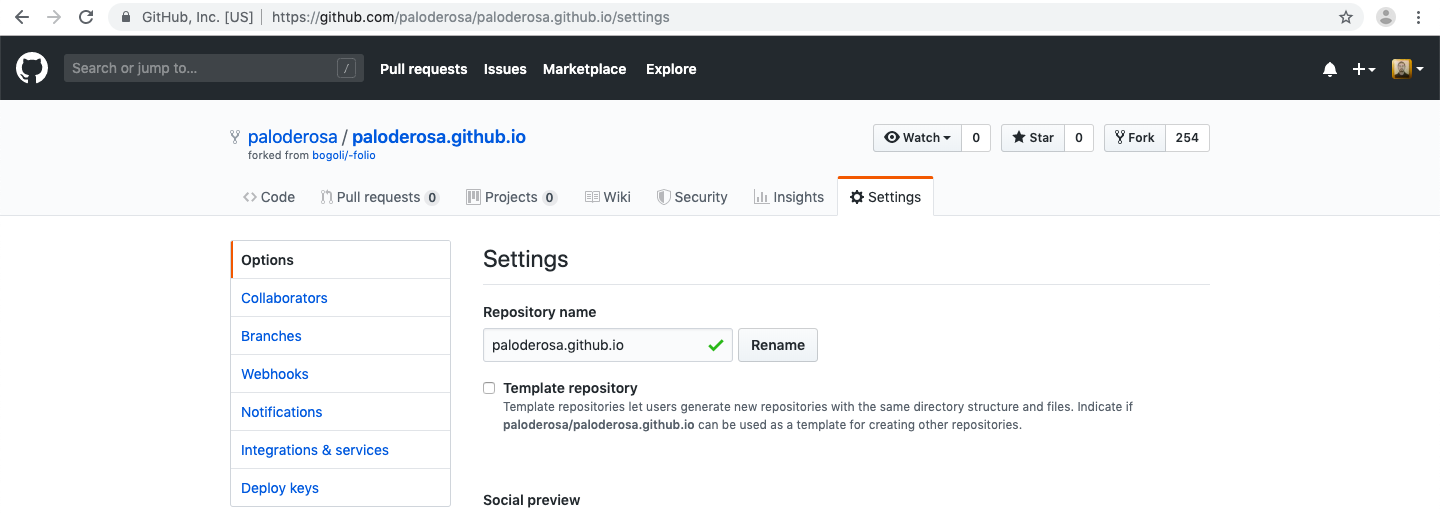 GitHub, Inc. [US] | https://github.com/paloderosa/paloderosa.github.io/settings
Search or jump to... /
Pull requests Issues Marketplace Explore
paloderosa / paloderosa.github.io
forked from bogoli/-folio
Watch 0 Star 0 Fork 254
Code Pull requests 0 Projects 0 Wiki Security Insights Settings
Options
Collaborators
Branches
Webhooks
Notifications
Integrations & services
Deploy keys
Settings
Repository name
paloderosa.github.io Rename
Template repository
Template repositories let users generate new repositories with the same directory structure and files. Indicate if
paloderosa/paloderosa.github.io can be used as a template for creating other repositories.
Social preview